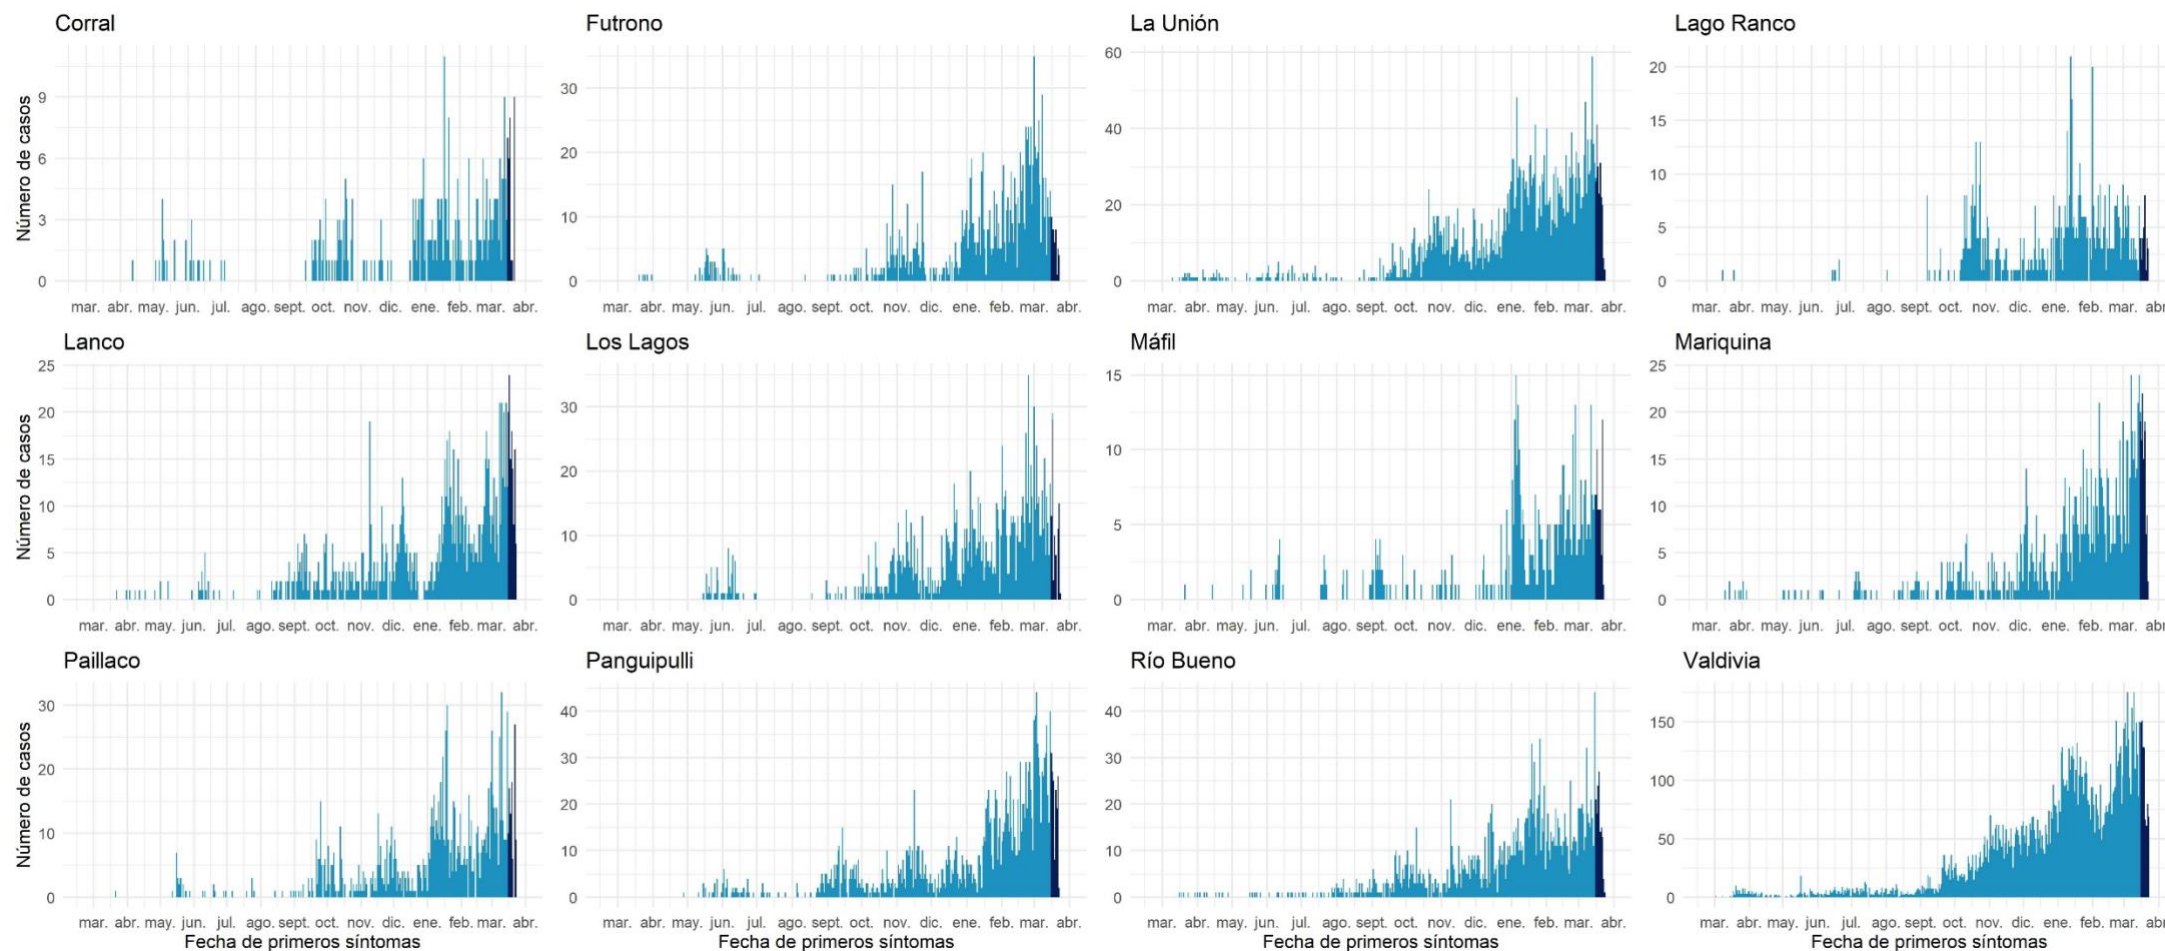 Corral
Futrono
La Unión
Lago Ranco
Número de casos
9
6
3
0
mar. abr. may. jun. jul. ago. sept. oct. nov. dic. ene. feb. mar. abr.
30
20
10
0
mar. abr. may. jun. jul. ago. sept. oct. nov. dic. ene. feb. mar. abr.
60
40
20
0
mar. abr. may. jun. jul. ago. sept. oct. nov. dic. ene. feb. mar. abr.
20
15
10
5
0
mar. abr. may. jun. jul. ago. sept. oct. nov. dic. ene. feb. mar. abr
Lanco
Los Lagos
Máfil
Mariquina
Número de casos
25
20
15
10
5
0
mar. abr. may. jun. jul. ago. sept. oct. nov. dic. ene. feb. mar. abr.
30
20
10
0
mar. abr. may. jun. jul. ago. sept. oct. nov. dic. ene. feb. mar. abr.
15
10
5
0
mar. abr. may. jun. jul. ago. sept. oct. nov. dic. ene. feb. mar. abr.
25
20
15
10
5
0
mar. abr. may. jun. jul. ago. sept. oct. nov. dic. ene. feb. mar. abr.
Paillaco
Panguipulli
Río Bueno
Valdivia
Número de casos
30
20
10
0
mar. abr. may. jun. jul. ago. sept. oct. nov. dic. ene. feb. mar. abr.
Fecha de primeros síntomas
40
30
20
10
0
mar. abr. may. jun. jul. ago. sept. oct. nov. dic. ene. feb. mar. abr.
Fecha de primeros síntomas
40
30
20
10
0
mar. abr. may. jun. jul. ago. sept. oct. nov. dic. ene. feb. mar. abr.
Fecha de primeros síntomas
150
100
50
0
mar. abr. may. jun. jul. ago. sept. oct. nov. dic. ene. feb. mar. abr.
Fecha de primeros síntomas